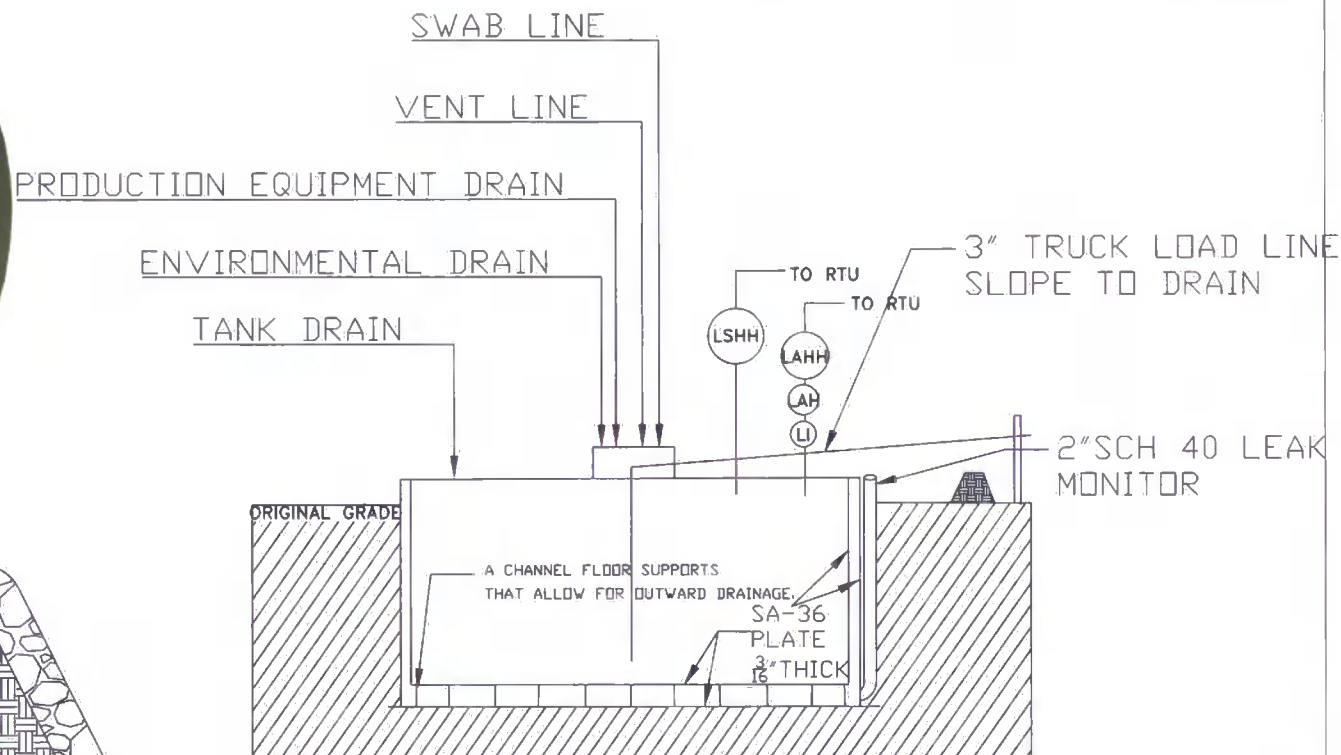 SWAB LINE
VENT LINE
PRODUCTION EQUIPMENT DRAIN
ENVIRONMENTAL DRAIN
TANK DRAIN
TO RTU
TO RTU
3" TRUCK LOAD LINE
SLOPE TO DRAIN
LSHH
LAHH
LAH
LI
2"SCH 40 LEAK
MONITOR
ORIGINAL GRADE
A CHANNEL FLOOR SUPPORTS
THAT ALLOW FOR OUTWARD DRAINAGE.
SA-36
PLATE
3/16" THICK